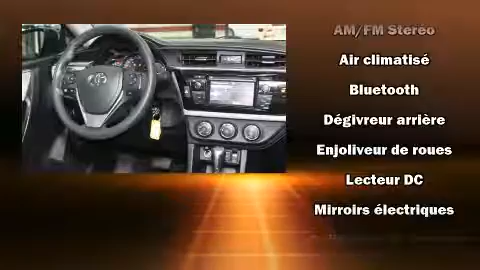 AM/FM Stéréo
Air climatisé
Bluetooth
Dégivreur arrière
Enjoliveur de roues
Lecteur DC
Mirroirs électriques